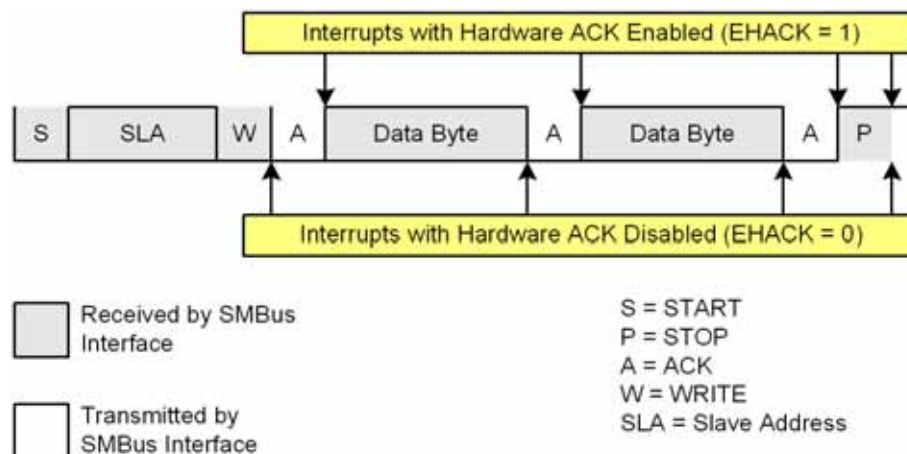 Interrupts with Hardware ACK Enabled (EHACK = 1)
S SLA W A Data Byte A Data Byte A P
Interrupts with Hardware ACK Disabled (EHACK = 0)
Received by SMBus
Interface
Transmitted by
SMBus Interface
S = START
P = STOP
A = ACK
W = WRITE
SLA = Slave Address